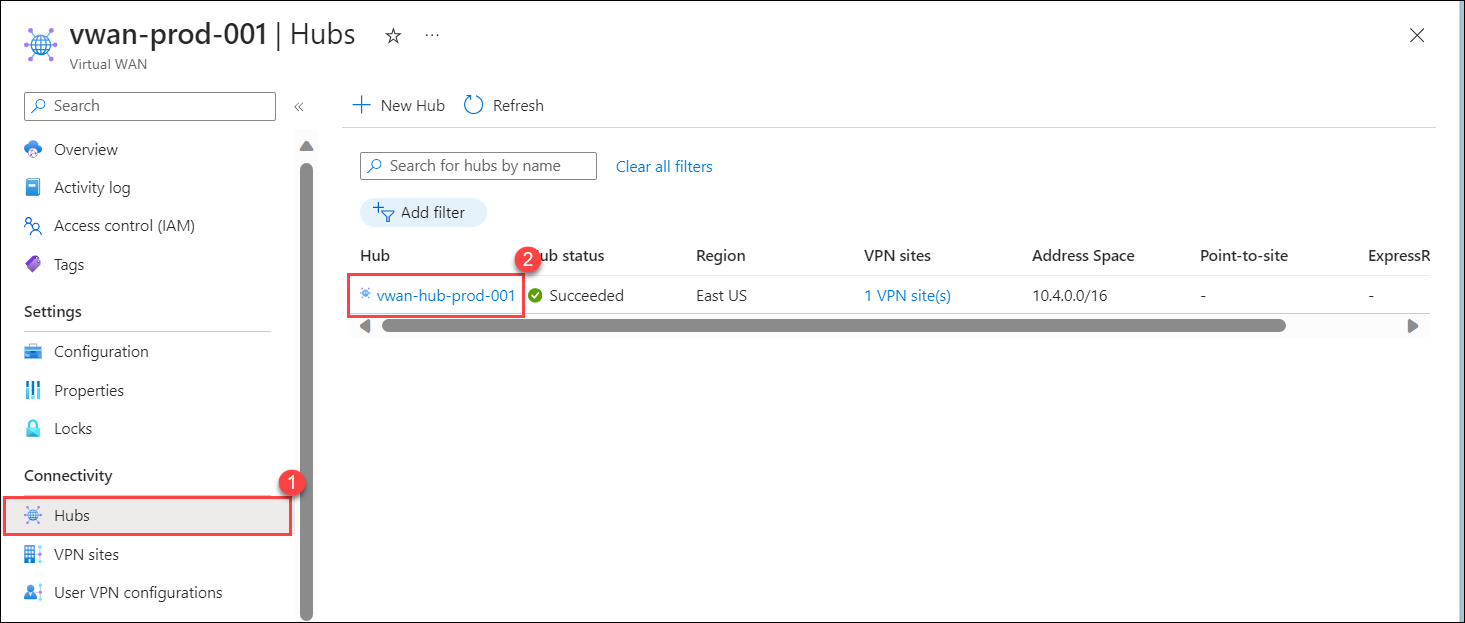 vwan-prod-001 | Hubs
Virtual WAN
Search
«
Overview
Activity log
Access control (IAM)
Tags
Settings
Configuration
Properties
Locks
Connectivity
1
Hubs
VPN sites
User VPN configurations
New Hub Refresh
Search for hubs by name Clear all filters
Add filter
Hub 2 ub status Region VPN sites Address Space Point-to-site ExpressR
vwan-hub-prod-001 Succeeded East US 1 VPN site(s) 10.4.0.0/16 - -